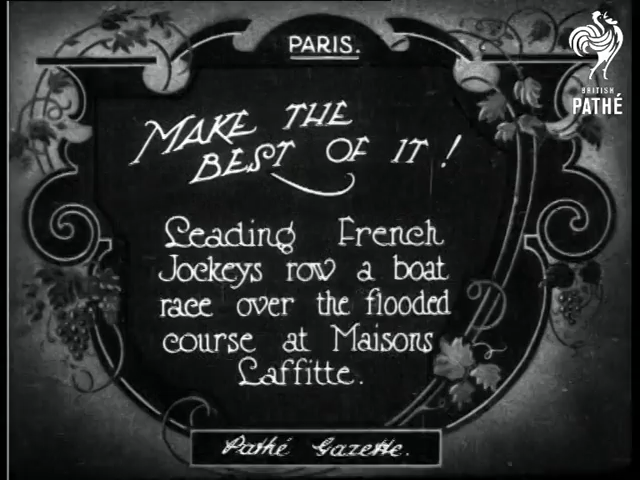 PARIS.
BRITISH
PATHÉ
MAKE THE
BEST OF IT!
Leading French
Jockeys row a boat
race over the flooded
course at Maisons
Laffitte.
Pathé Gazette.